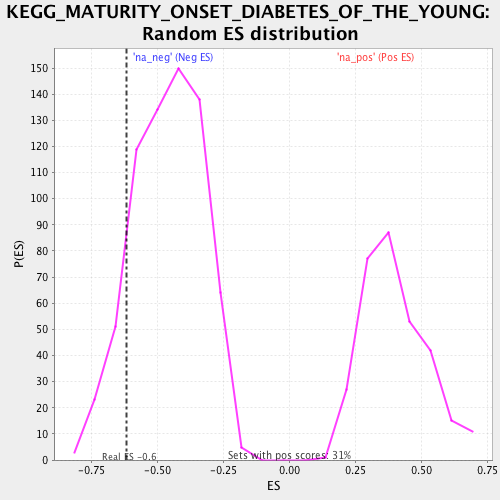 KEGG_MATURITY_ONSET_DIABETES_OF_THE_YOUNG:
Random ES distribution
'na_neg' (Neg ES)
'na_pos' (Pos ES)
150
140
130
120
110
100
90
80
70
60
50
40
30
20
10
0
P(ES)
Real ES -0.6
Sets with pos scores: 31%
-0.75
-0.50
-0.25
0.00
0.25
0.50
0.75
ES